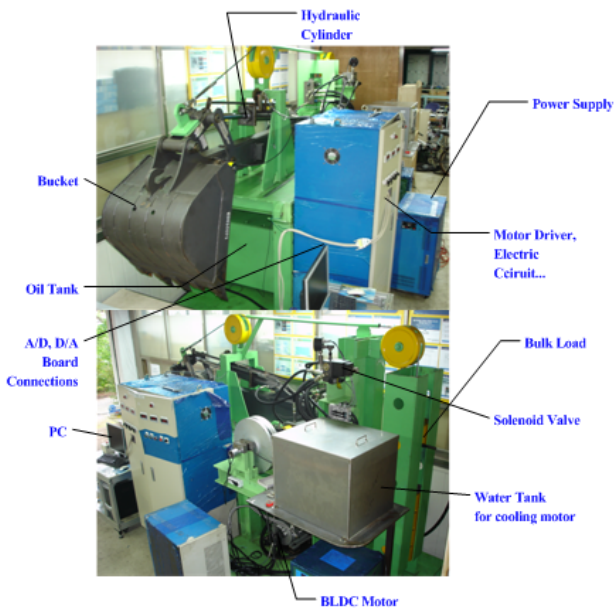 Hydraulic
Cylinder
Power Supply
Bucket
Motor Driver,
Electric
Cciruit...
Oil Tank
A/D, D/A
Board
Connections
Bulk Load
Solenoid Valve
PC
Water Tank
for cooling motor
BLDC Motor